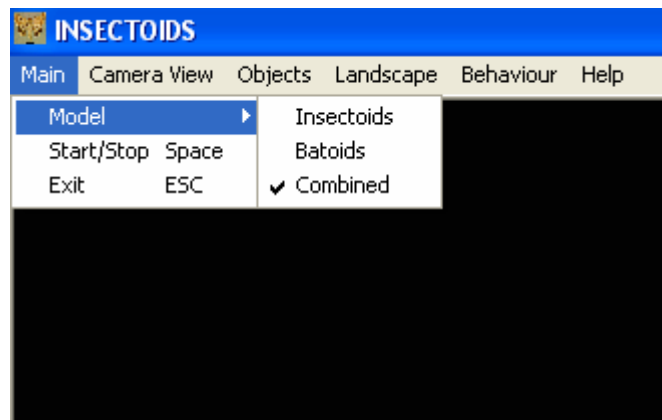 INSECTOIDS
Main Camera View Objects Landscape Behaviour Help
Model Insectoids
Start/Stop Space Batoids
Exit ESC Combined